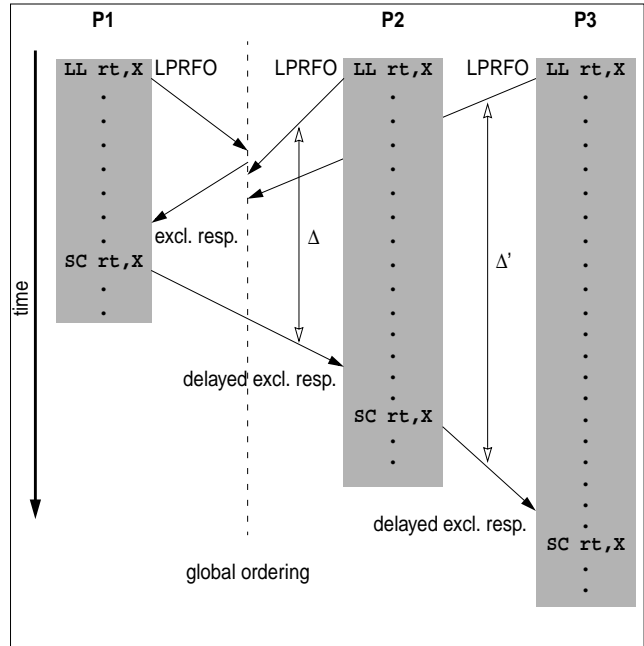 P1 P2 P3
LL rt,X LPRFO LPRFO LL rt,X LPRFO LL rt,X
excl. resp.
Δ
Δ'
SC rt,X
time
delayed excl. resp.
SC rt,X
delayed excl. resp.
SC rt,X
global ordering